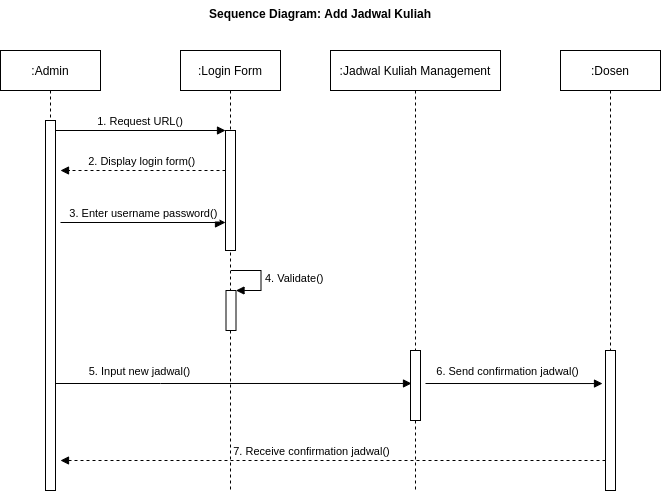 Sequence Diagram: Add Jadwal Kuliah
:Admin
:Login Form
:Jadwal Kuliah Management
:Dosen
1. Request URL()
2. Display login form()
3. Enter username password()
4. Validate()
5. Input new jadwal()
6. Send confirmation jadwal()
7. Receive confirmation jadwal()